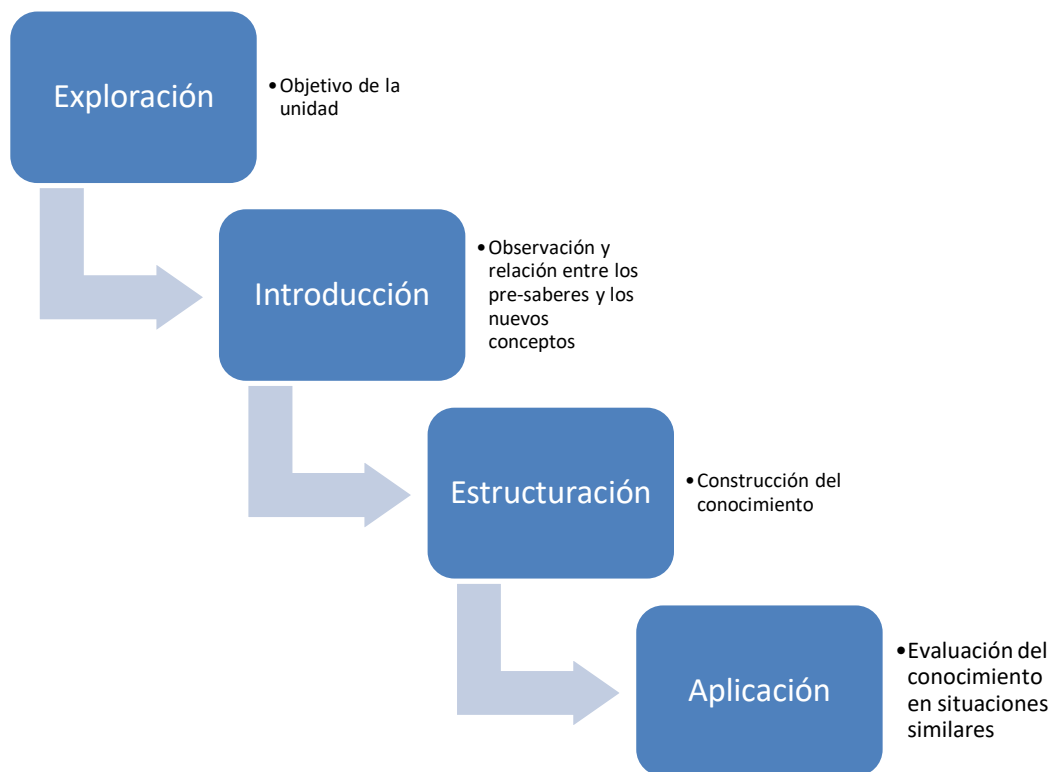 Exploración
•Objetivo de la
unidad
Introducción
•Observación y
relación entre los
pre-saberes y los
nuevos
conceptos
Estructuración
•Construcción del
conocimiento
Aplicación
•Evaluación del
conocimiento
en situaciones
similares